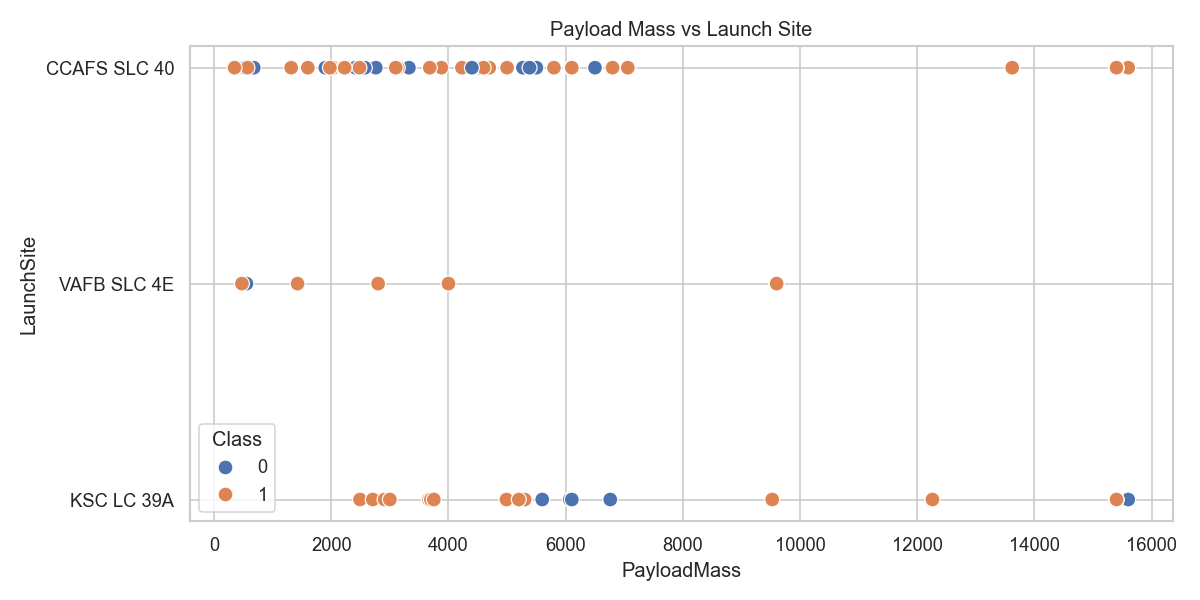 Payload Mass vs Launch Site
LaunchSite
CCAFS SLC 40
VAFB SLC 4E
KSC LC 39A
Class
0
1
0 2000 4000 6000 8000 10000 12000 14000 16000
PayloadMass